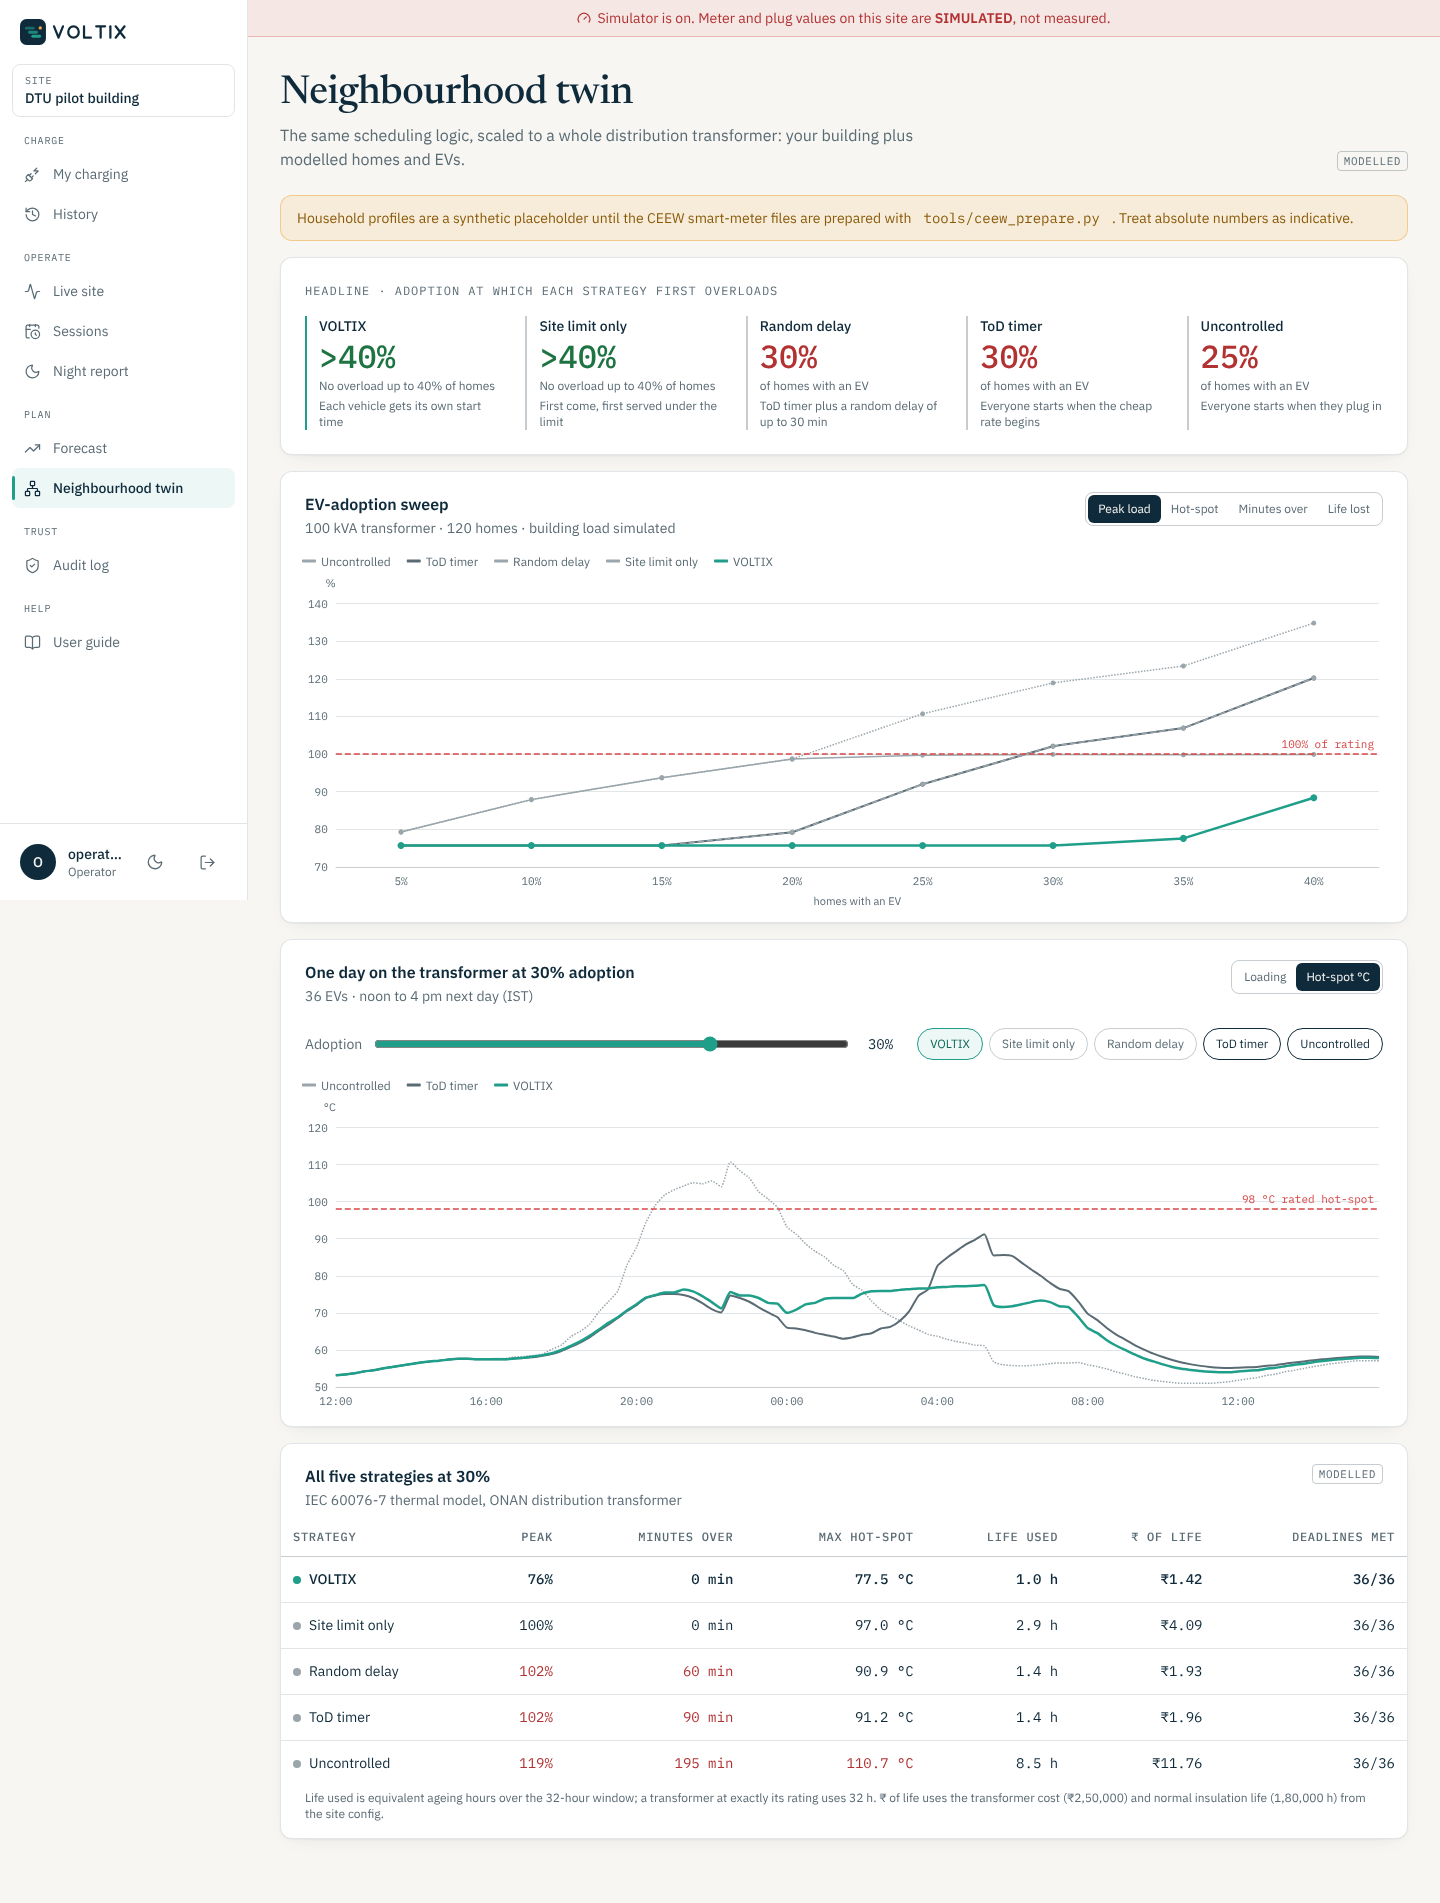 VOLTIX
Simulator is on. Meter and plug values on this site are SIMULATED, not measured.
SITE
DTU pilot building
CHARGE
My charging
History
OPERATE
Live site
Sessions
Night report
PLAN
Forecast
Neighbourhood twin
TRUST
Audit log
HELP
User guide
O
operat...
Operator
Neighbourhood twin
The same scheduling logic, scaled to a whole distribution transformer: your building plus
modelled homes and EVs.
MODELLED
Household profiles are a synthetic placeholder until the CEEW smart-meter files are prepared with tools/ceew_prepare.py . Treat absolute numbers as indicative.
HEADLINE · ADOPTION AT WHICH EACH STRATEGY FIRST OVERLOADS
VOLTIX
>40%
No overload up to 40% of homes
Each vehicle gets its own start
time
Site limit only
>40%
No overload up to 40% of homes
First come, first served under the
limit
Random delay
30%
of homes with an EV
ToD timer plus a random delay of
up to 30 min
ToD timer
30%
of homes with an EV
Everyone starts when the cheap
rate begins
Uncontrolled
25%
of homes with an EV
Everyone starts when they plug in
EV-adoption sweep
100 kVA transformer · 120 homes · building load simulated
Peak load Hot-spot Minutes over Life lost
Uncontrolled ToD timer Random delay Site limit only VOLTIX
%
140
130
120
110
100
90
80
70
100% of rating
5% 10% 15% 20% 25% 30% 35% 40%
homes with an EV
One day on the transformer at 30% adoption
36 EVs · noon to 4 pm next day (IST)
Loading Hot-spot °C
Adoption 30% VOLTIX Site limit only Random delay ToD timer Uncontrolled
Uncontrolled ToD timer VOLTIX
°C
120
110
100
90
80
70
60
50
98 °C rated hot-spot
12:00 16:00 20:00 00:00 04:00 08:00 12:00
All five strategies at 30%
IEC 60076-7 thermal model, ONAN distribution transformer
MODELLED
STRATEGY PEAK MINUTES OVER MAX HOT-SPOT LIFE USED ₹ OF LIFE DEADLINES MET
VOLTIX 76% 0 min 77.5 °C 1.0 h ₹1.42 36/36
Site limit only 100% 0 min 97.0 °C 2.9 h ₹4.09 36/36
Random delay 102% 60 min 90.9 °C 1.4 h ₹1.93 36/36
ToD timer 102% 90 min 91.2 °C 1.4 h ₹1.96 36/36
Uncontrolled 119% 195 min 110.7 °C 8.5 h ₹11.76 36/36
Life used is equivalent ageing hours over the 32-hour window; a transformer at exactly its rating uses 32 h. ₹ of life uses the transformer cost (₹2,50,000) and normal insulation life (1,80,000 h) from
the site config.